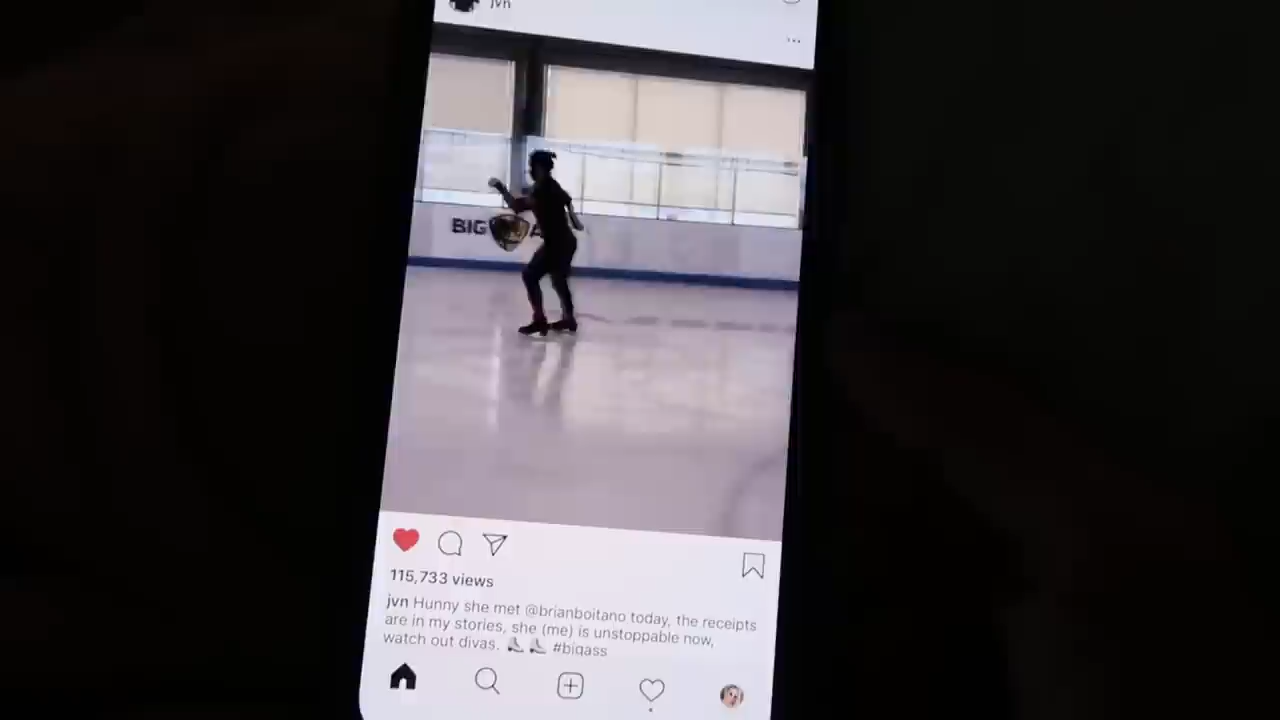 jvn
BIG
115,733 views
jvn Hunny she met @brianboitano today, the receipts
are in my stories, she (me) is unstoppable now,
watch out divas. ⛸️ ⛸️ #bigass